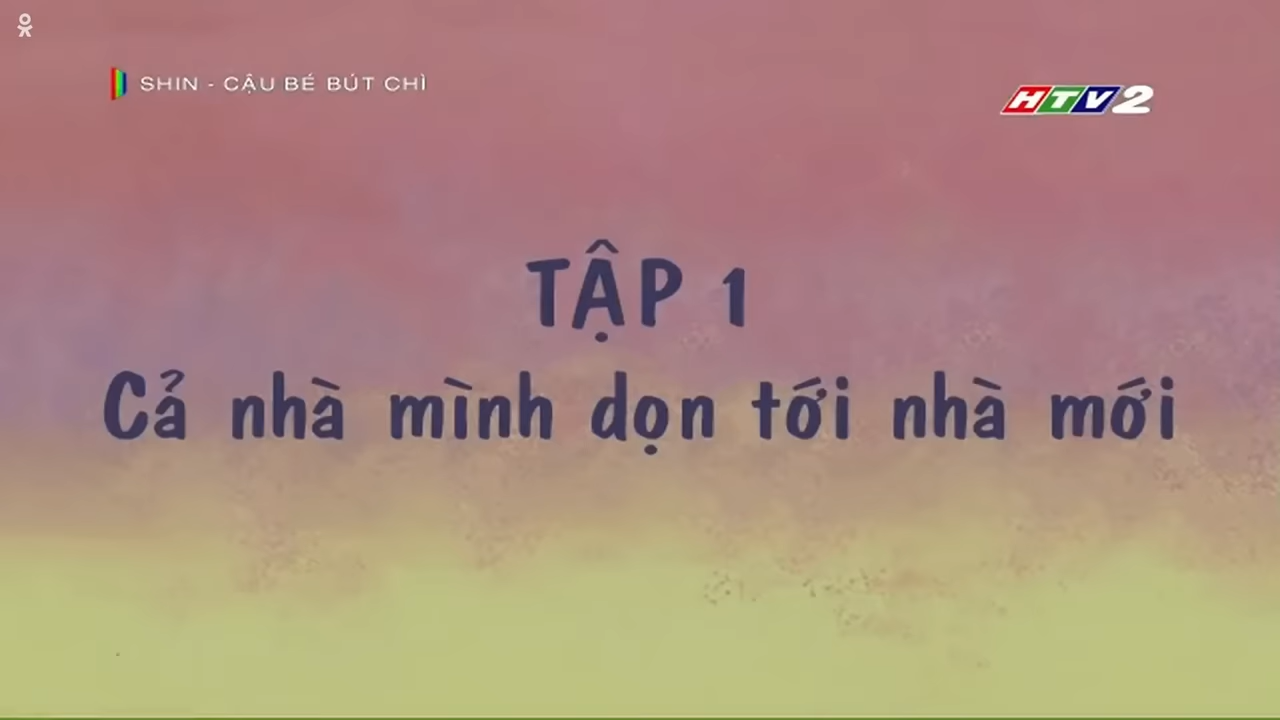 SHIN - CẬU BÉ BÚT CHÌ
HTV2
TẬP 1
Cả nhà mình dọn tới nhà mới